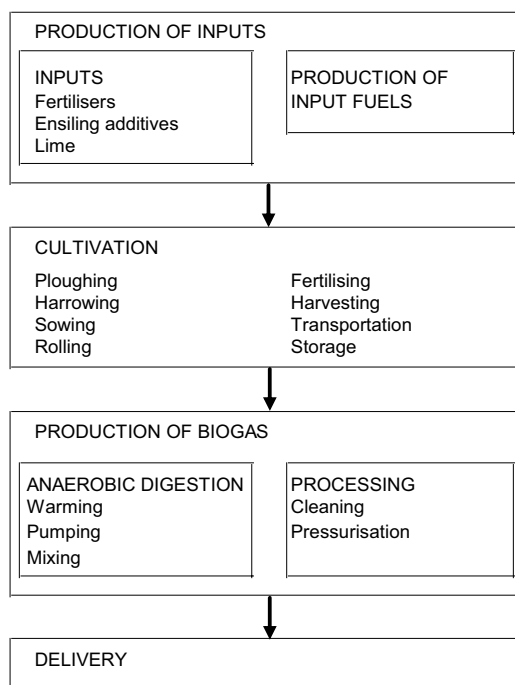 PRODUCTION OF INPUTS
INPUTS
Fertilisers
Ensiling additives
Lime
PRODUCTION OF
INPUT FUELS
CULTIVATION
Ploughing
Harrowing
Sowing
Rolling
Fertilising
Harvesting
Transportation
Storage
PRODUCTION OF BIOGAS
ANAEROBIC DIGESTION
Warming
Pumping
Mixing
PROCESSING
Cleaning
Pressurisation
DELIVERY